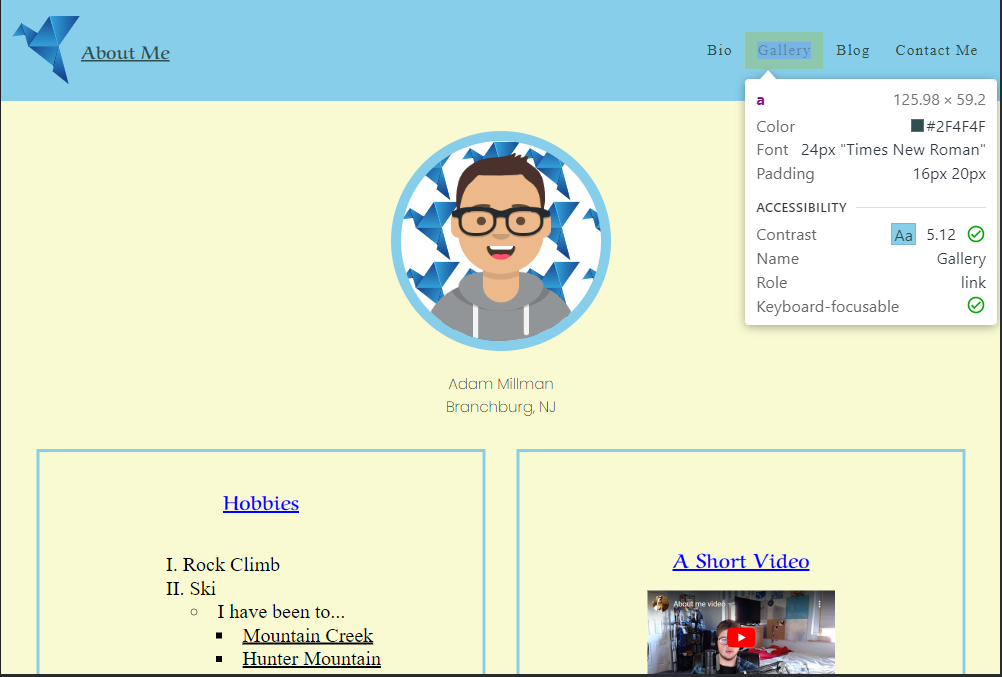 About Me
Bio Gallery Blog Contact Me
a 125.98 × 59.2
Color #2F4F4F
Font 24px "Times New Roman"
Padding 16px 20px
ACCESSIBILITY
Contrast Aa 5.12
Name Gallery
Role link
Keyboard-focusable
Adam Millman
Branchburg, NJ
Hobbies
I. Rock Climb
II. Ski
I have been to...
Mountain Creek
Hunter Mountain
A Short Video
About me video